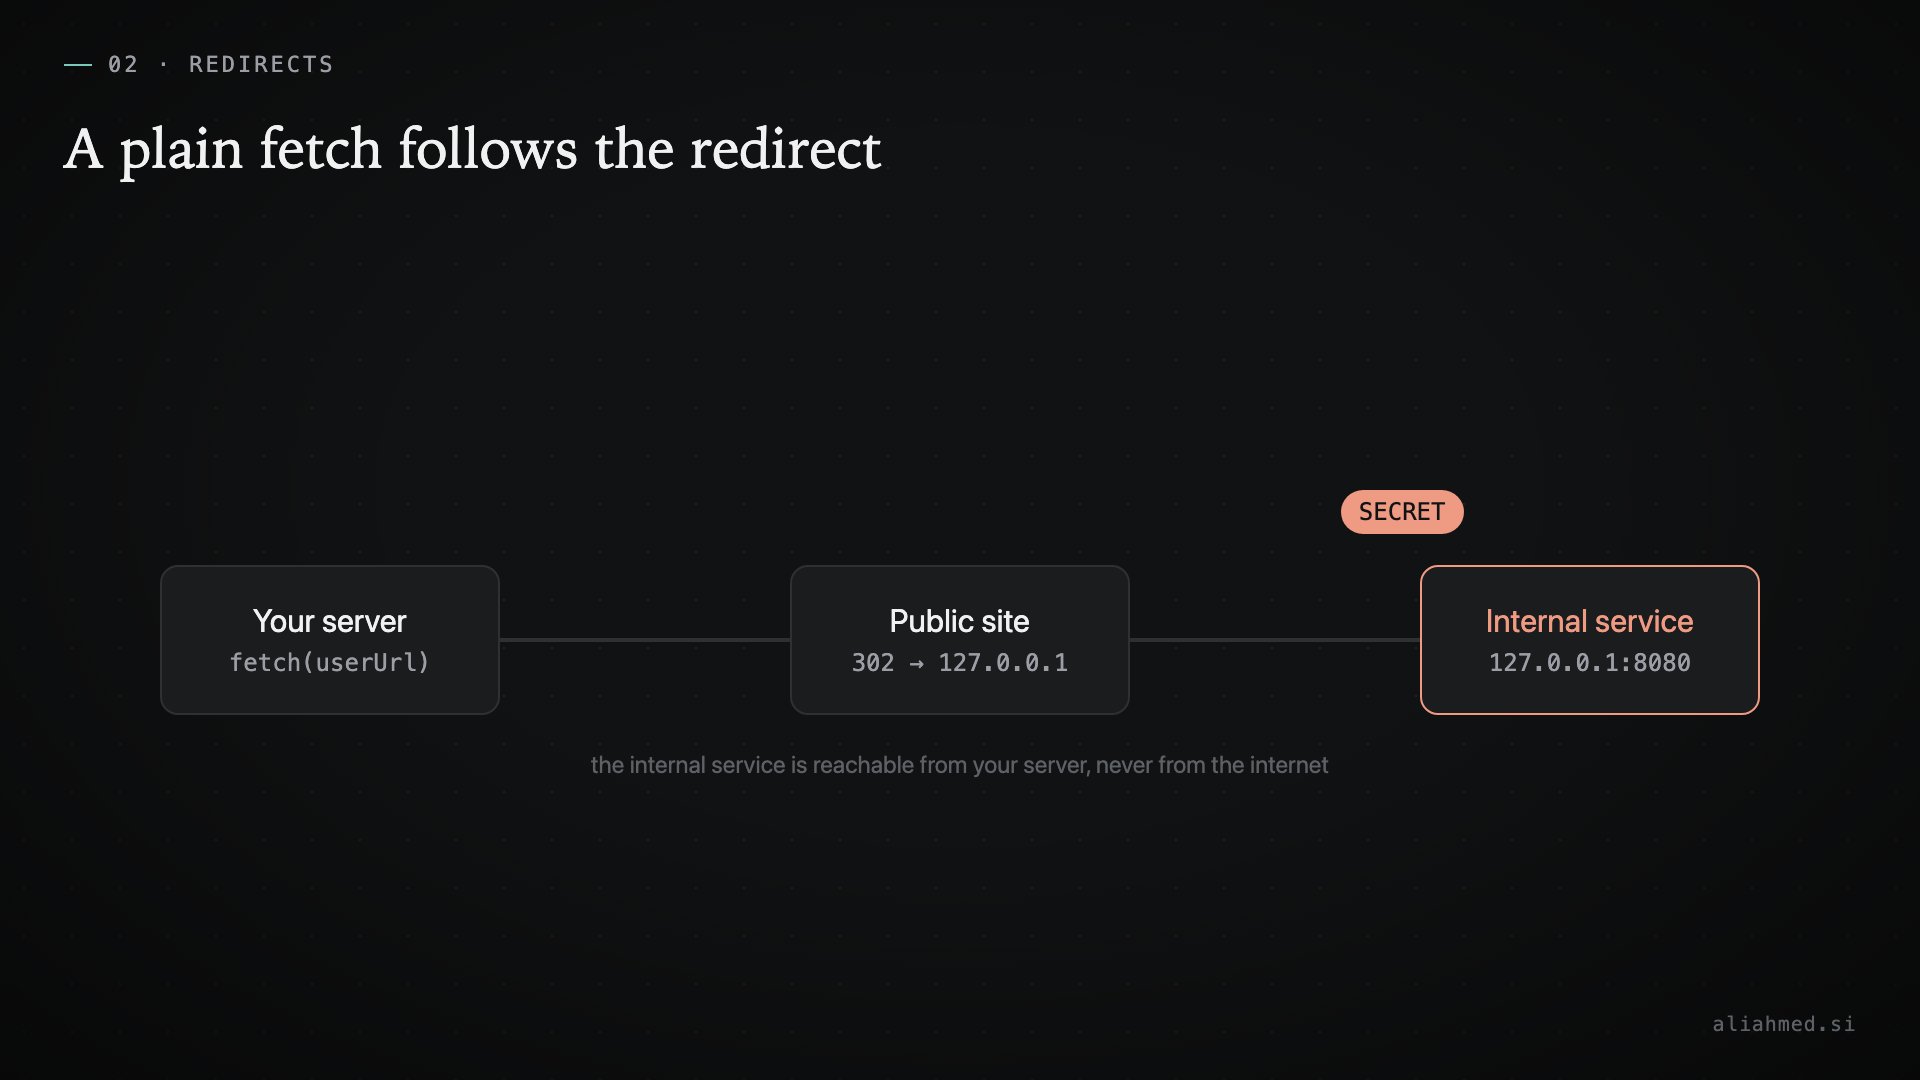 02 · REDIRECTS
A plain fetch follows the redirect
SECRET
Your server
fetch(userUrl)
Public site
302 → 127.0.0.1
Internal service
127.0.0.1:8080
the internal service is reachable from your server, never from the internet
aliahmed.si